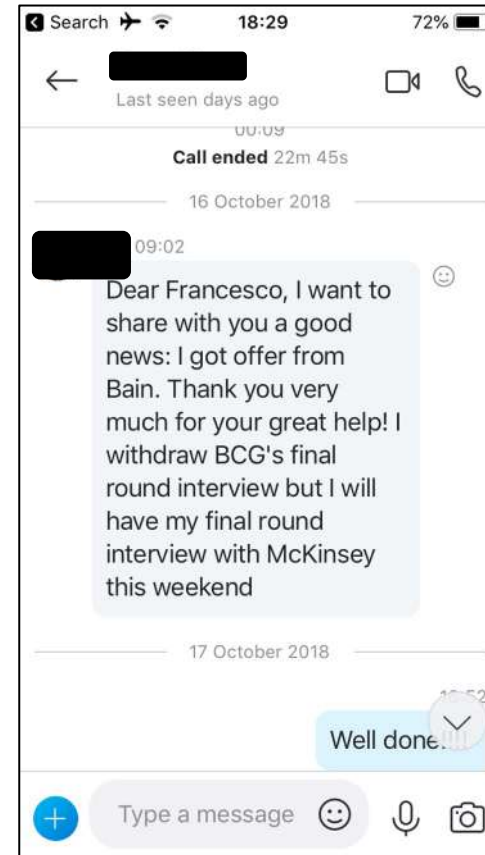 Search 18:29 72%
Last seen days ago
00:09
Call ended 22m 45s
16 October 2018
09:02
Dear Francesco, I want to
share with you a good
news: I got offer from
Bain. Thank you very
much for your great help! I
withdraw BCG's final
round interview but I will
have my final round
interview with McKinsey
this weekend
17 October 2018
Well done!!!!
Type a message